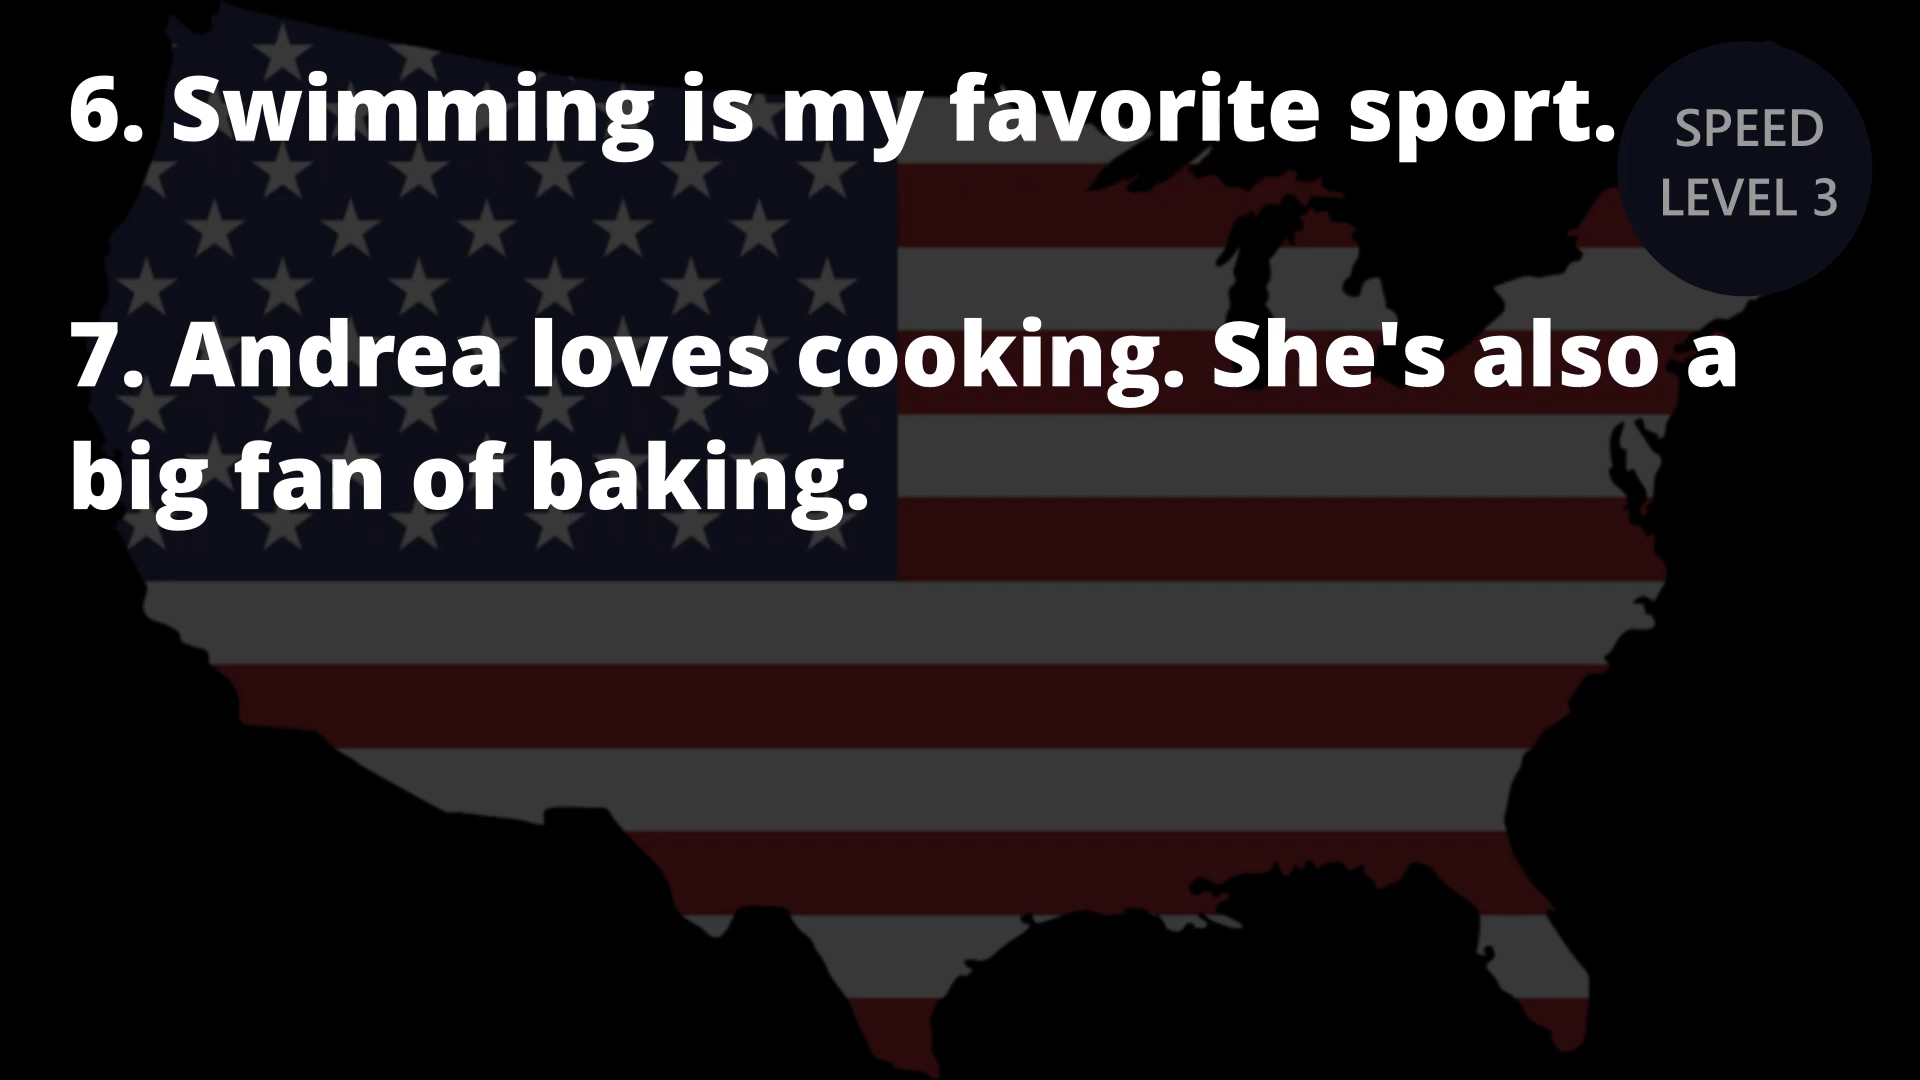 6. Swimming is my favorite sport.
SPEED
LEVEL 3
7. Andrea loves cooking. She's also a
big fan of baking.